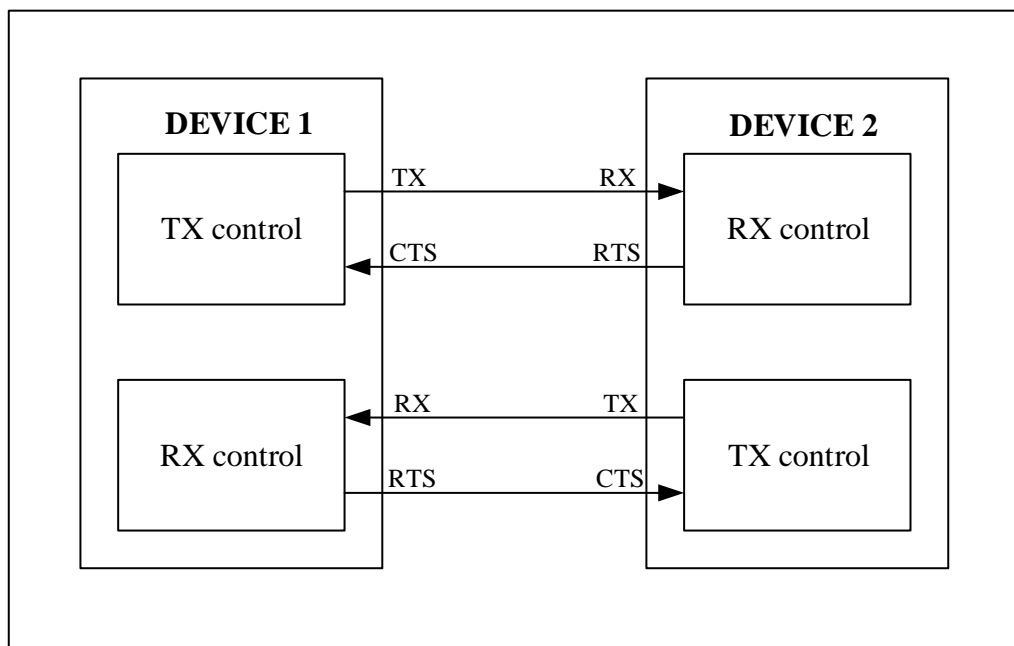 DEVICE 1
DEVICE 2
TX
RX
TX control
RX control
CTS
RTS
RX
TX
RX control
TX control
RTS
CTS